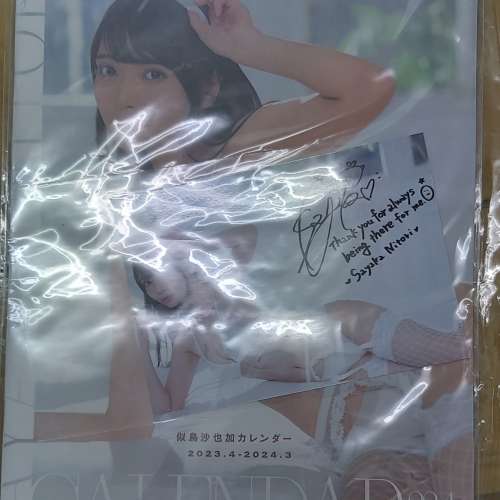 Thank you for always
being there for me
Sayaka Nitori
似鳥沙也加カレンダー
2023.4-2024.3
CALENDAR